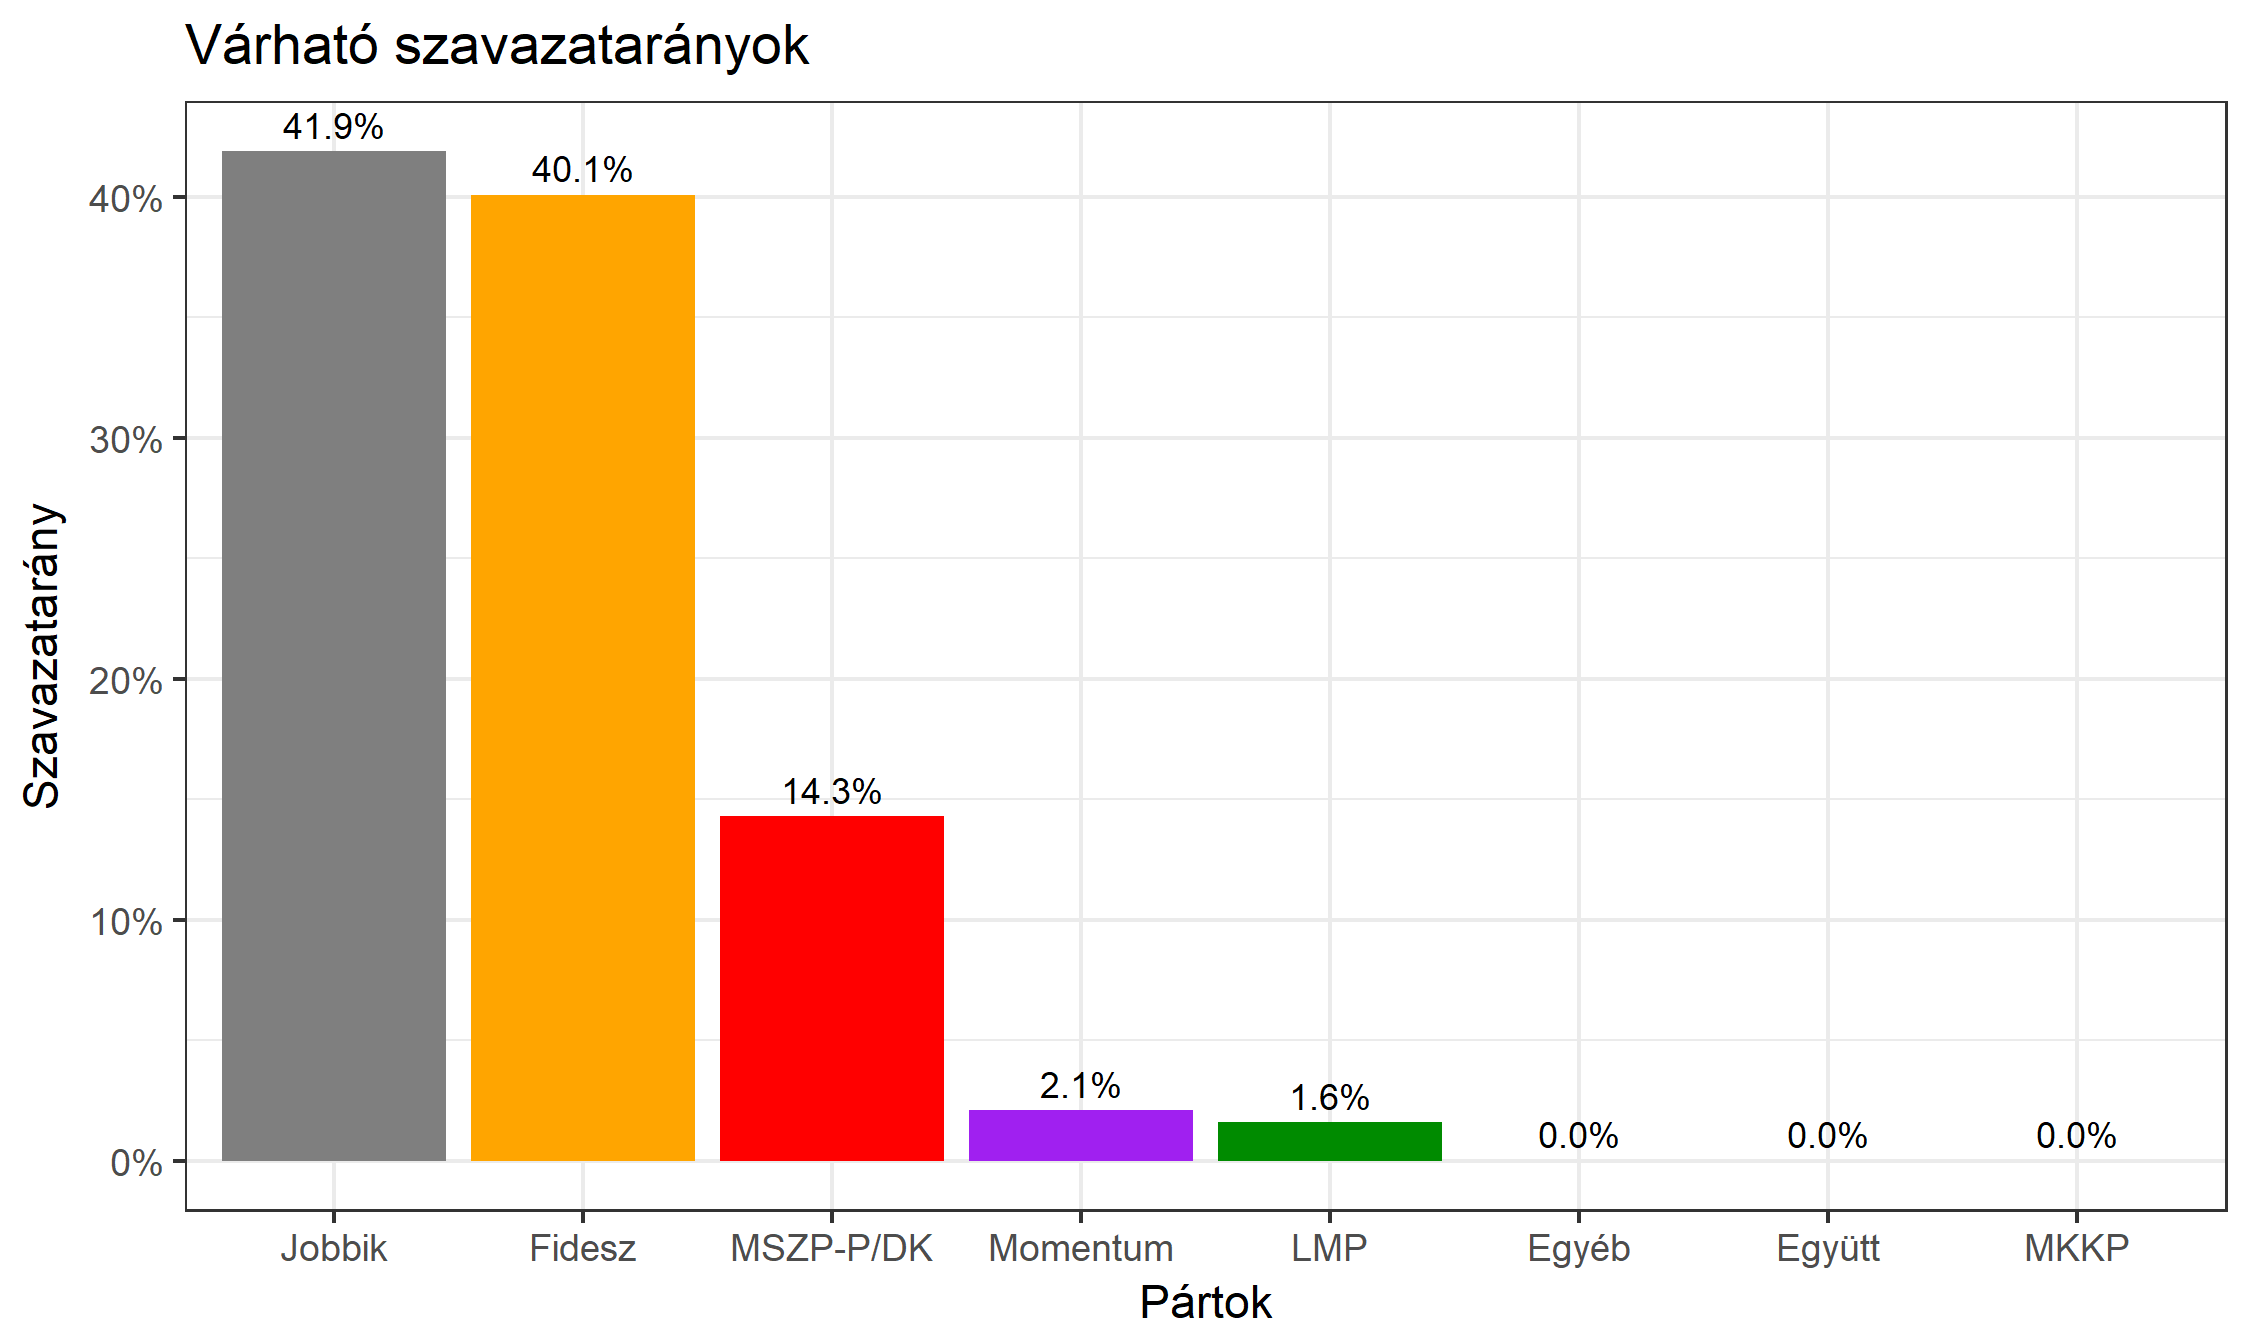 Várható szavazatarányok
41.9%
40.1%
14.3%
2.1%
1.6%
0.0%
0.0%
0.0%
40%
30%
20%
10%
0%
Szavazatarány
Jobbik
Fidesz
MSZP-P/DK
Momentum
LMP
Egyéb
Együtt
MKKP
Pártok